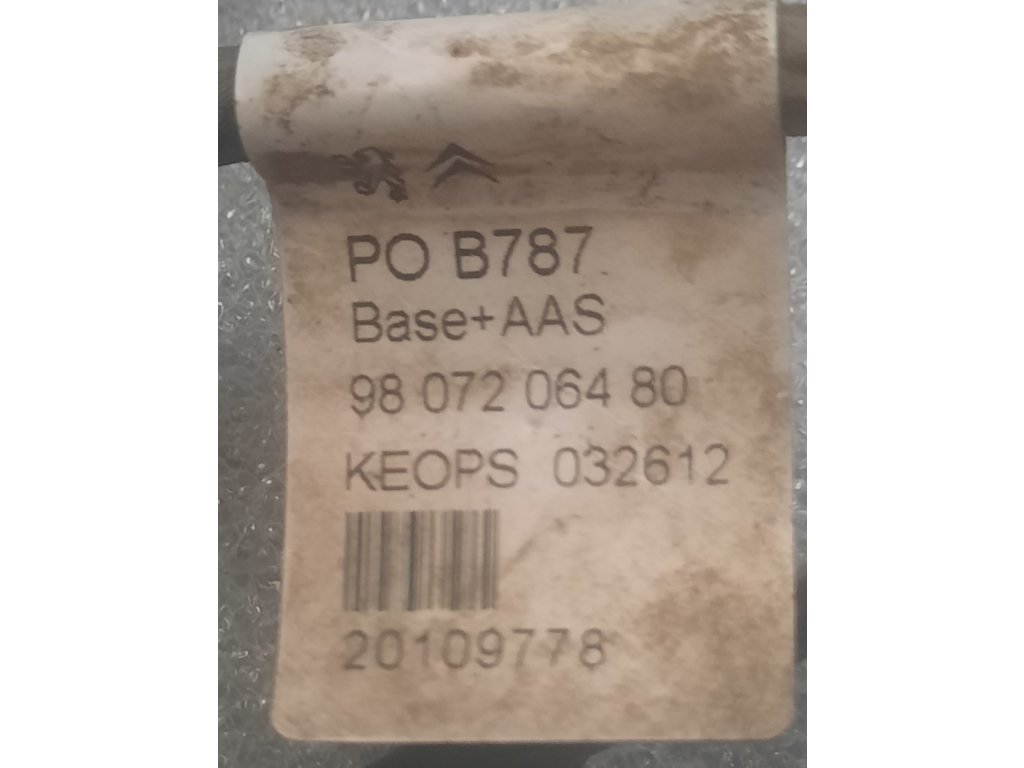 PO B787
Base+AAS
98 072 064 80
KEOPS 032612
20109778